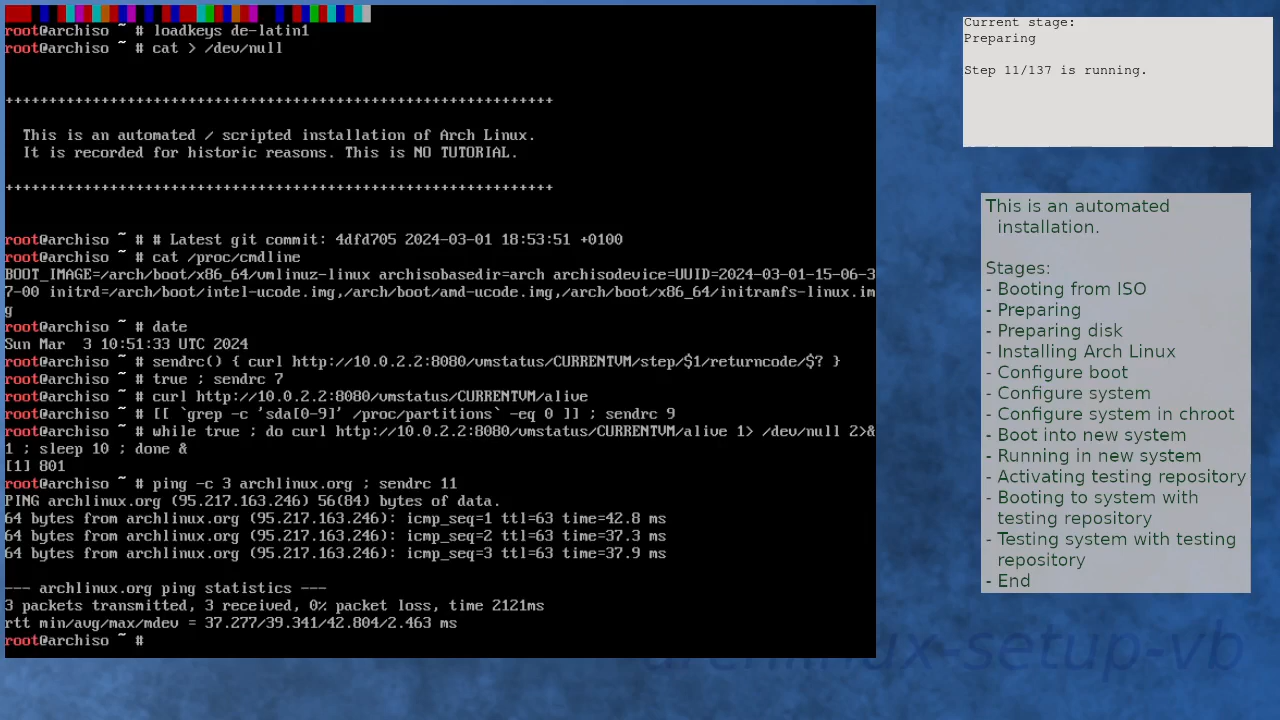 root@archiso ~ # loadkeys de-latin1
root@archiso ~ # cat > /dev/null
+++++++++++++++++++++++++++++++++++++++++++++++++++++++++++++++
This is an automated / scripted installation of Arch Linux.
It is recorded for historic reasons. This is NO TUTORIAL.
+++++++++++++++++++++++++++++++++++++++++++++++++++++++++++++++
root@archiso ~ # # Latest git commit: 4dfd705 2024-03-01 18:53:51 +0100
root@archiso ~ # cat /proc/cmdline
BOOT_IMAGE=/arch/boot/x86_64/vmlinuz-linux archisobasedir=arch archisodevice=UUID=2024-03-01-15-06-3
7-00 initrd=/arch/boot/intel-ucode.img,/arch/boot/amd-ucode.img,/arch/boot/x86_64/initramfs-linux.im
g
root@archiso ~ # date
Sun Mar  3 10:51:33 UTC 2024
root@archiso ~ # sendrc() { curl http://10.0.2.2:8080/vmstatus/CURRENTVM/step/$1/returncode/$? }
root@archiso ~ # true ; sendrc 7
root@archiso ~ # curl http://10.0.2.2:8080/vmstatus/CURRENTVM/alive
root@archiso ~ # [[ `grep -c 'sda[0-9]' /proc/partitions` -eq 0 ]] ; sendrc 9
root@archiso ~ # while true ; do curl http://10.0.2.2:8080/vmstatus/CURRENTVM/alive 1> /dev/null 2>&
1 ; sleep 10 ; done &
[1] 801
root@archiso ~ # ping -c 3 archlinux.org ; sendrc 11
PING archlinux.org (95.217.163.246) 56(84) bytes of data.
64 bytes from archlinux.org (95.217.163.246): icmp_seq=1 ttl=63 time=42.8 ms
64 bytes from archlinux.org (95.217.163.246): icmp_seq=2 ttl=63 time=37.3 ms
64 bytes from archlinux.org (95.217.163.246): icmp_seq=3 ttl=63 time=37.9 ms
--- archlinux.org ping statistics ---
3 packets transmitted, 3 received, 0% packet loss, time 2121ms
rtt min/avg/max/mdev = 37.277/39.341/42.804/2.463 ms
root@archiso ~ #
Current stage:
Preparing
Step 11/137 is running.
This is an automated
installation.
Stages:
- Booting from ISO
- Preparing
- Preparing disk
- Installing Arch Linux
- Configure boot
- Configure system
- Configure system in chroot
- Boot into new system
- Running in new system
- Activating testing repository
- Booting to system with
testing repository
- Testing system with testing
repository
- End
archlinux-setup-vb